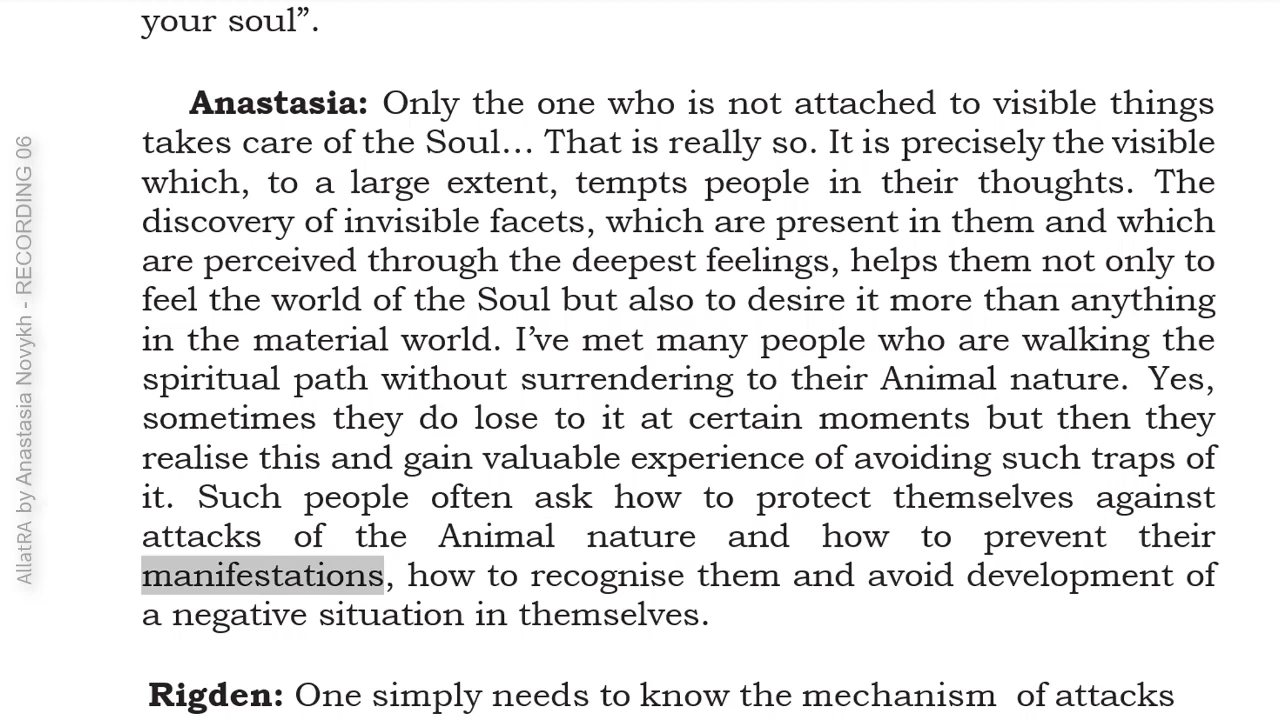 your soul”.
Anastasia: Only the one who is not attached to visible things
takes care of the Soul... That is really so. It is precisely the visible
which, to a large extent, tempts people in their thoughts. The
discovery of invisible facets, which are present in them and which
are perceived through the deepest feelings, helps them not only to
feel the world of the Soul but also to desire it more than anything
in the material world. I’ve met many people who are walking the
spiritual path without surrendering to their Animal nature. Yes,
sometimes they do lose to it at certain moments but then they
realise this and gain valuable experience of avoiding such traps of
it. Such people often ask how to protect themselves against
attacks of the Animal nature and how to prevent their
manifestations, how to recognise them and avoid development of
a negative situation in themselves.
Rigden: One simply needs to know the mechanism of attacks
AllatRA by Anastasia Novykh - RECORDING 06